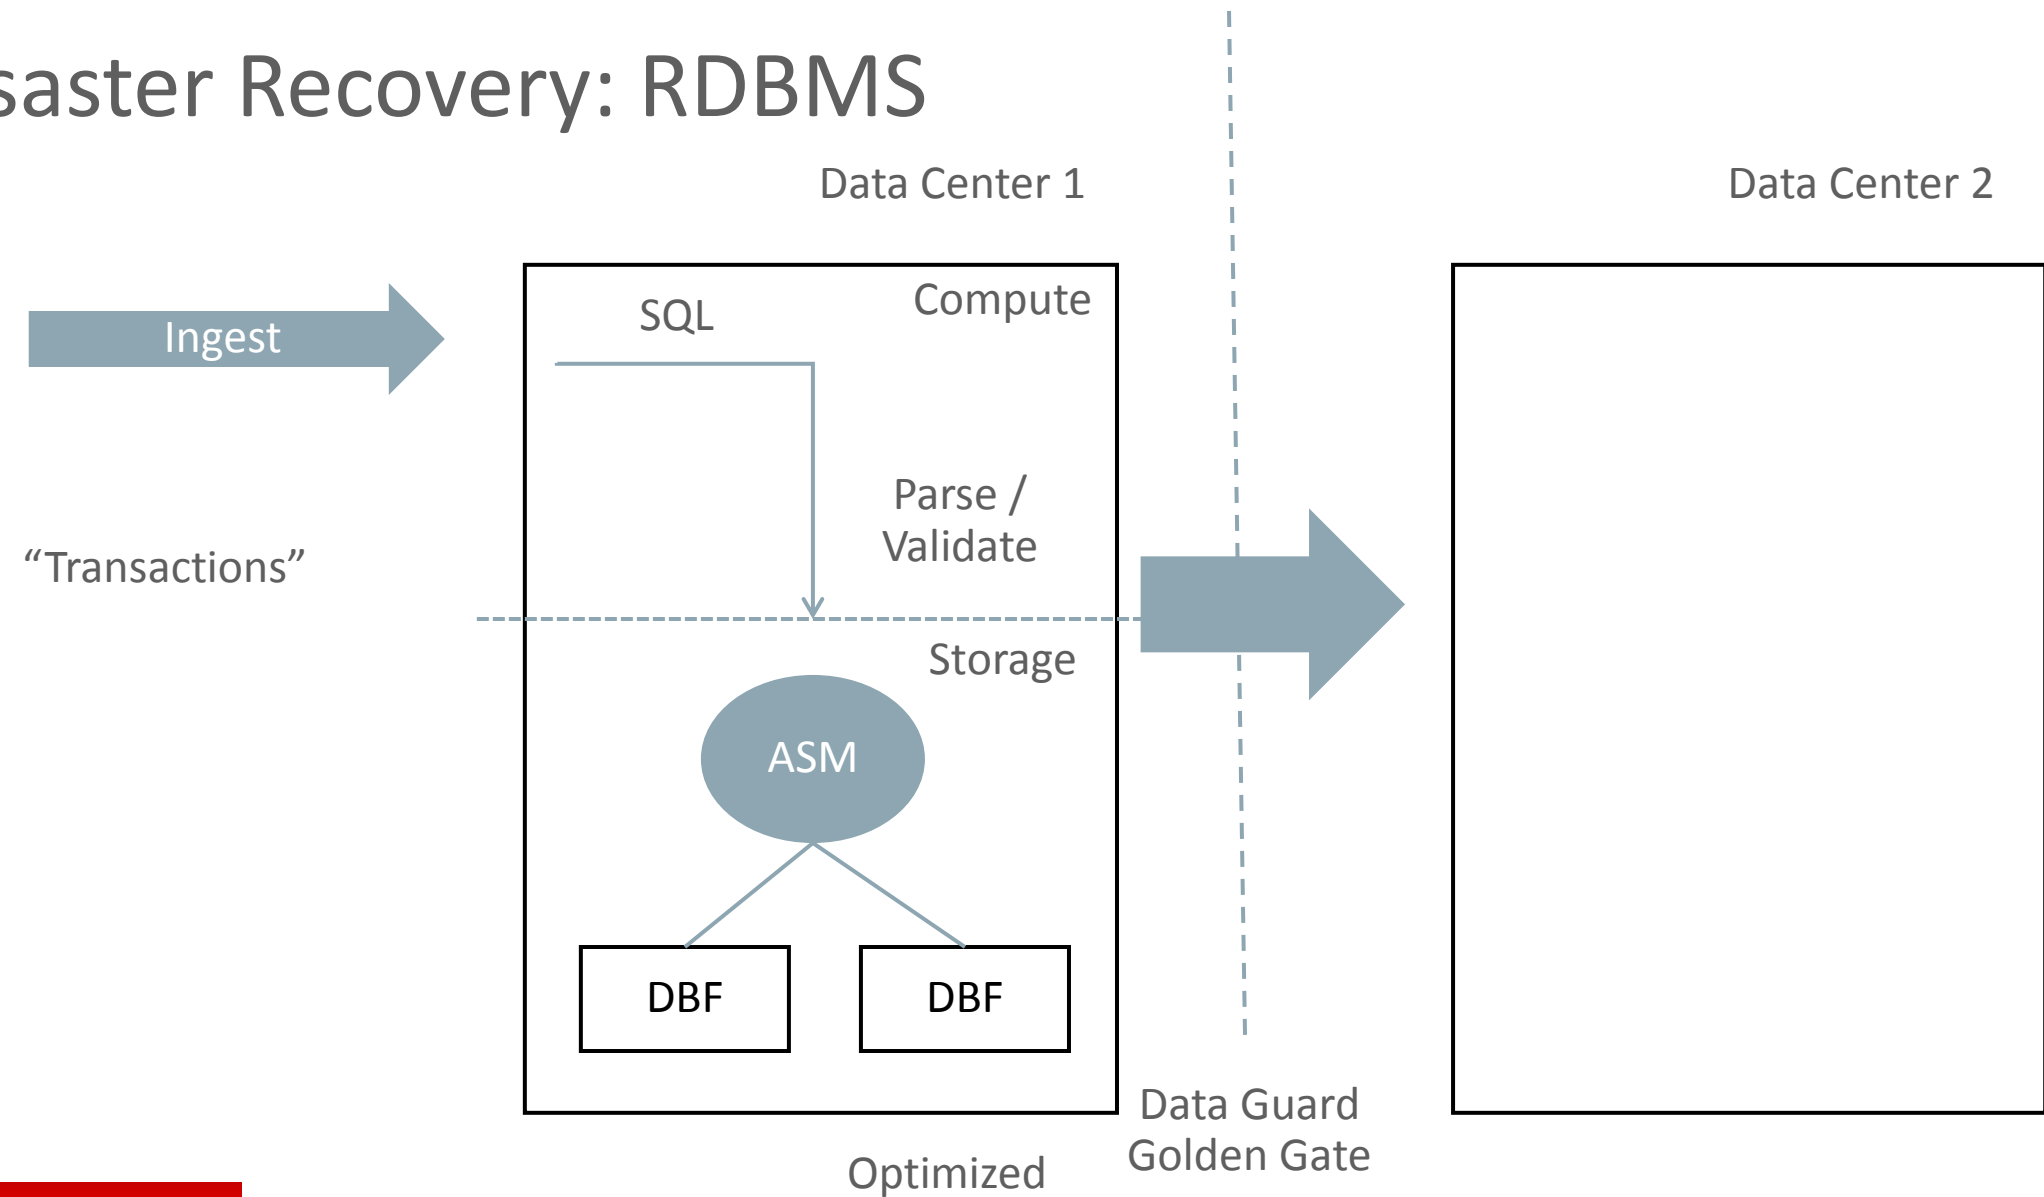 saster Recovery: RDBMS
Data Center 1
Data Center 2
Ingest
SQL
Compute
Parse /
Validate
“Transactions”
Storage
ASM
DBF
DBF
Data Guard
Golden Gate
Optimized